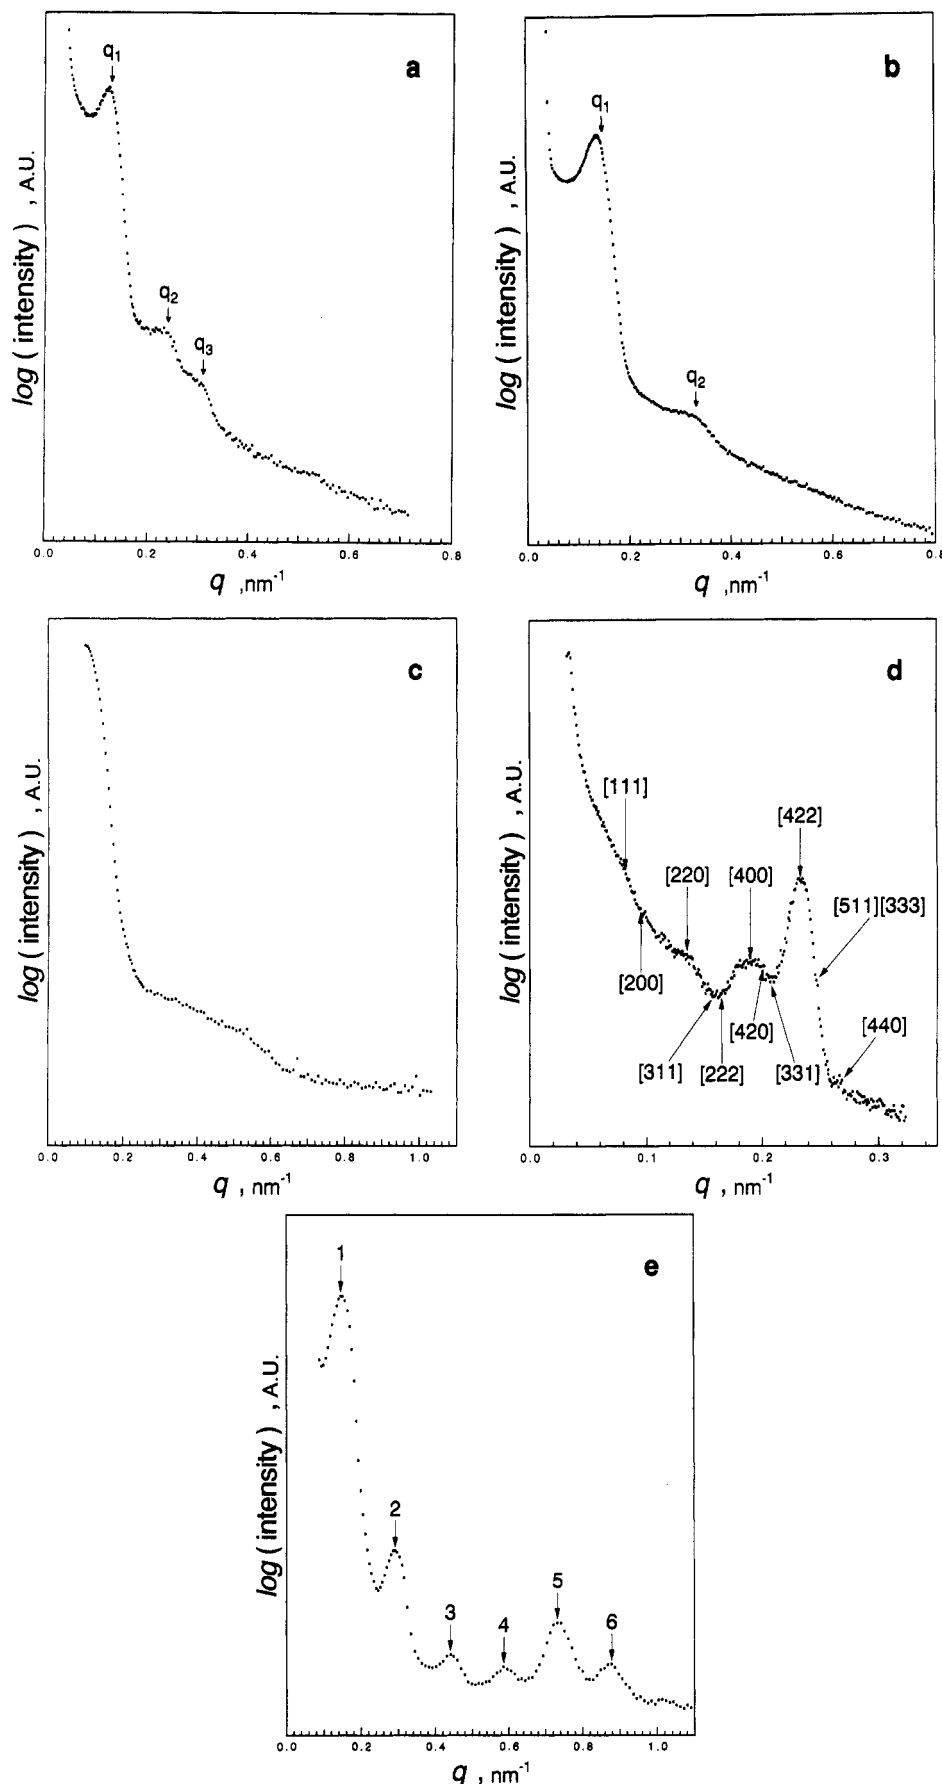 a
q1
q2
q3
log ( intensity ) , A.U.
0.0 0.2 0.4 0.6 0.8
q ,nm-1
b
q1
q2
log ( intensity ) , A.U.
0.0 0.2 0.4 0.6 0.8
q ,nm-1
c
log ( intensity ) , A.U.
0.0 0.2 0.4 0.6 0.8 1.0
q , nm-1
d
[111]
[422]
[220] [400]
[511][333]
[200]
[420]
[440]
[311] [222] [331]
log ( intensity ) , A.U.
0.0 0.1 0.2 0.3
q , nm-1
e
1
2
3
4
5
6
log ( intensity ) , A.U.
0.0 0.2 0.4 0.6 0.8 1.0
q , nm-1